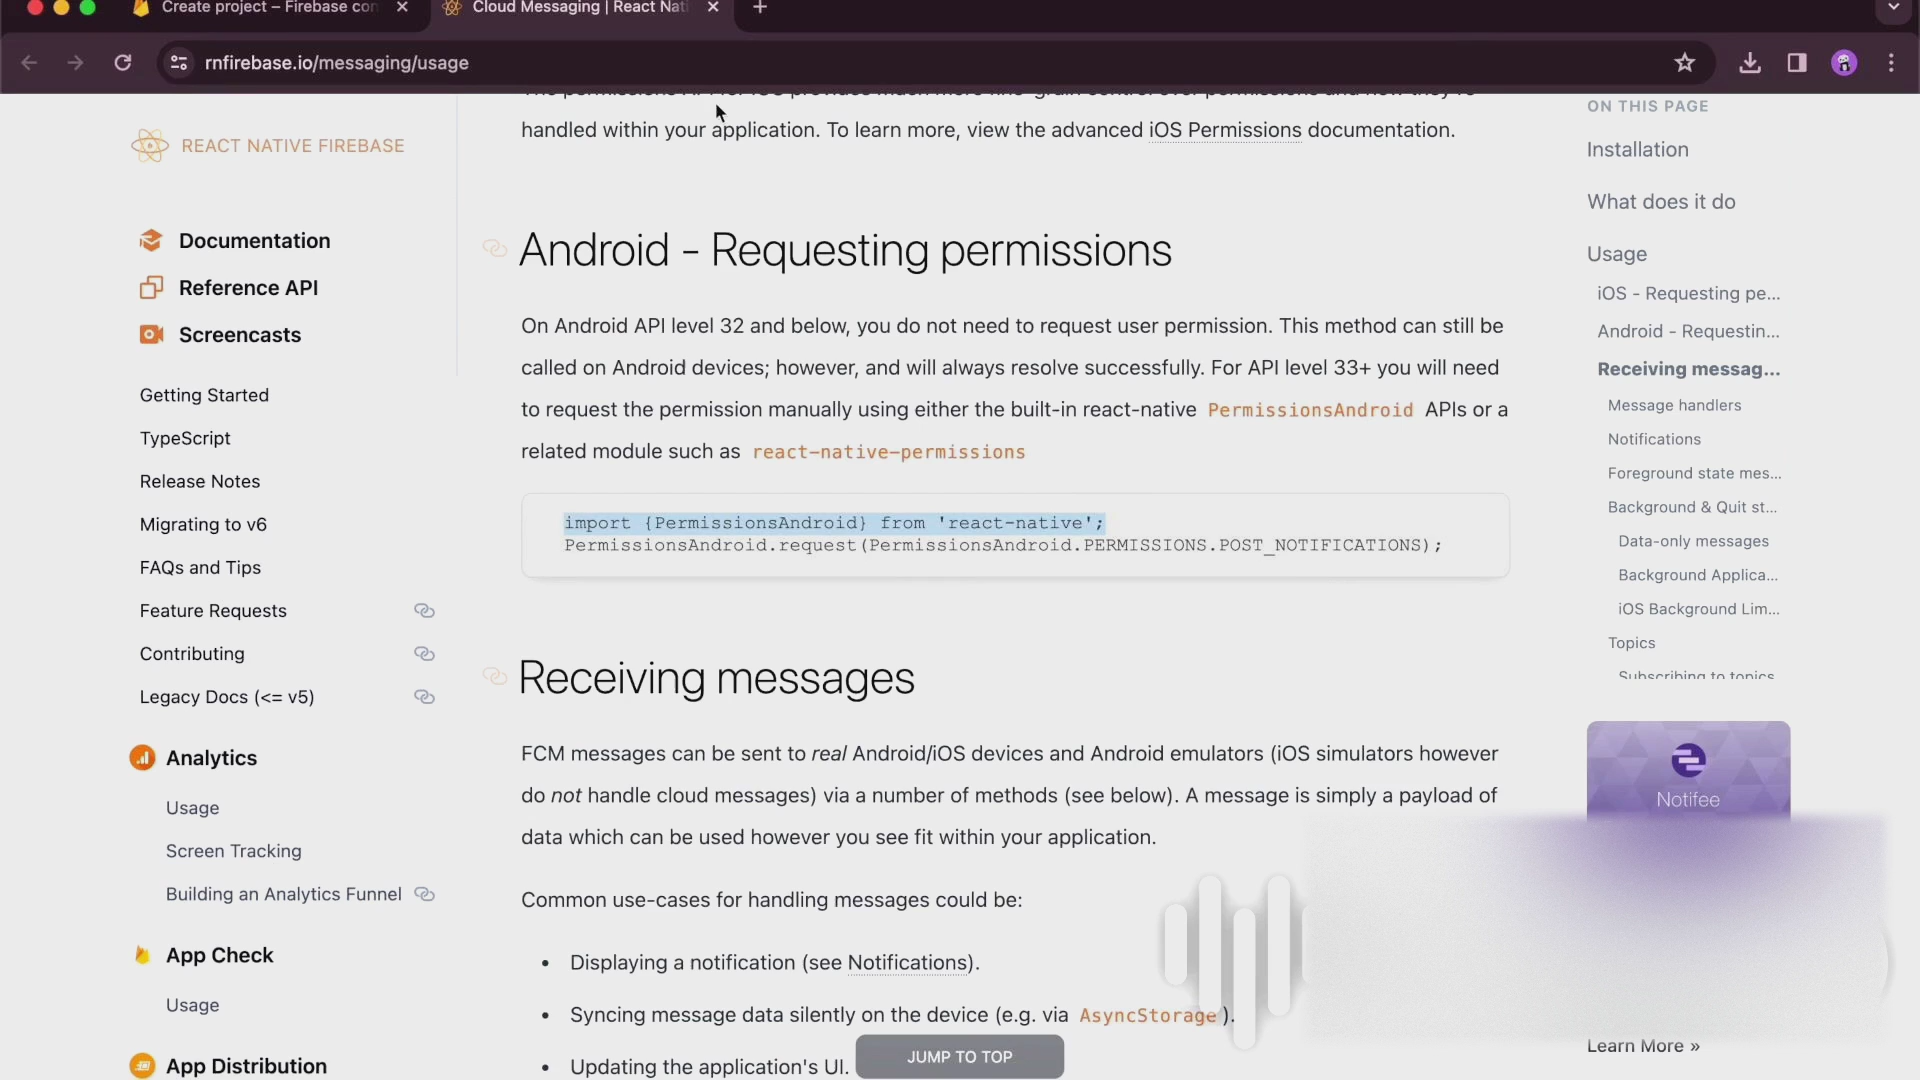 Create project – Firebase con
Cloud Messaging | React Nati
rnfirebase.io/messaging/usage
REACT NATIVE FIREBASE
Documentation
Reference API
Screencasts
Getting Started
TypeScript
Release Notes
Migrating to v6
FAQs and Tips
Feature Requests
Contributing
Legacy Docs (<= v5)
Analytics
Usage
Screen Tracking
Building an Analytics Funnel
App Check
Usage
App Distribution
handled within your application. To learn more, view the advanced iOS Permissions documentation.
Android - Requesting permissions
On Android API level 32 and below, you do not need to request user permission. This method can still be
called on Android devices; however, and will always resolve successfully. For API level 33+ you will need
to request the permission manually using either the built-in react-native PermissionsAndroid APIs or a
related module such as react-native-permissions
import {PermissionsAndroid} from 'react-native';
PermissionsAndroid.request(PermissionsAndroid.PERMISSIONS.POST_NOTIFICATIONS);
Receiving messages
FCM messages can be sent to real Android/iOS devices and Android emulators (iOS simulators however
do not handle cloud messages) via a number of methods (see below). A message is simply a payload of
data which can be used however you see fit within your application.
Common use-cases for handling messages could be:
• Displaying a notification (see Notifications).
• Syncing message data silently on the device (e.g. via AsyncStorage ).
• Updating the application's UI.
JUMP TO TOP
ON THIS PAGE
Installation
What does it do
Usage
iOS - Requesting pe...
Android - Requestin...
Receiving messag...
Message handlers
Notifications
Foreground state mes...
Background & Quit st...
Data-only messages
Background Applica...
iOS Background Lim...
Topics
Subscribing to topics
Notifee
Learn More »